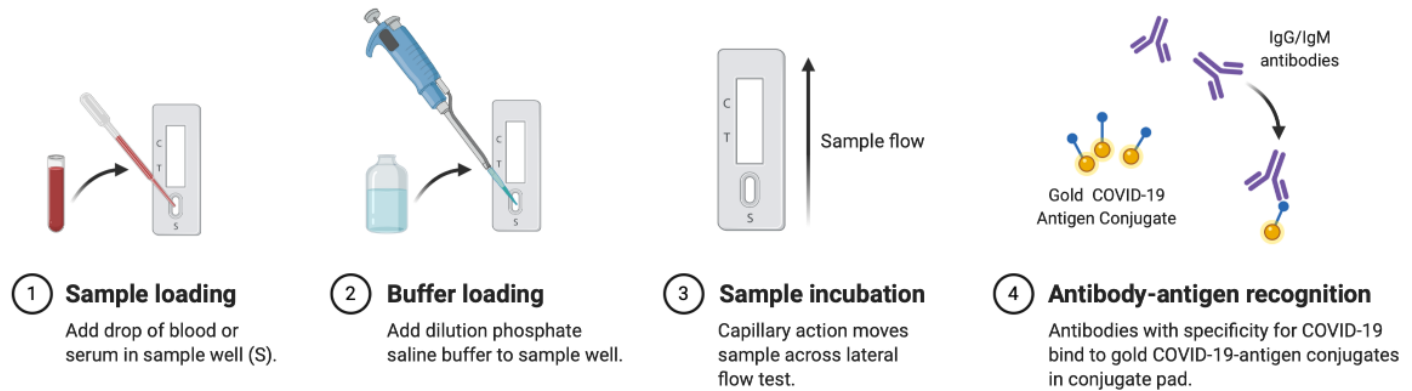 C
T
S
C
T
S
C
T
S
Sample flow
IgG/IgM
antibodies
Gold COVID-19
Antigen Conjugate
1 Sample loading
Add drop of blood or
serum in sample well (S).
2 Buffer loading
Add dilution phosphate
saline buffer to sample well.
3 Sample incubation
Capillary action moves
sample across lateral
flow test.
4 Antibody-antigen recognition
Antibodies with specificity for COVID-19
bind to gold COVID-19-antigen conjugates
in conjugate pad.